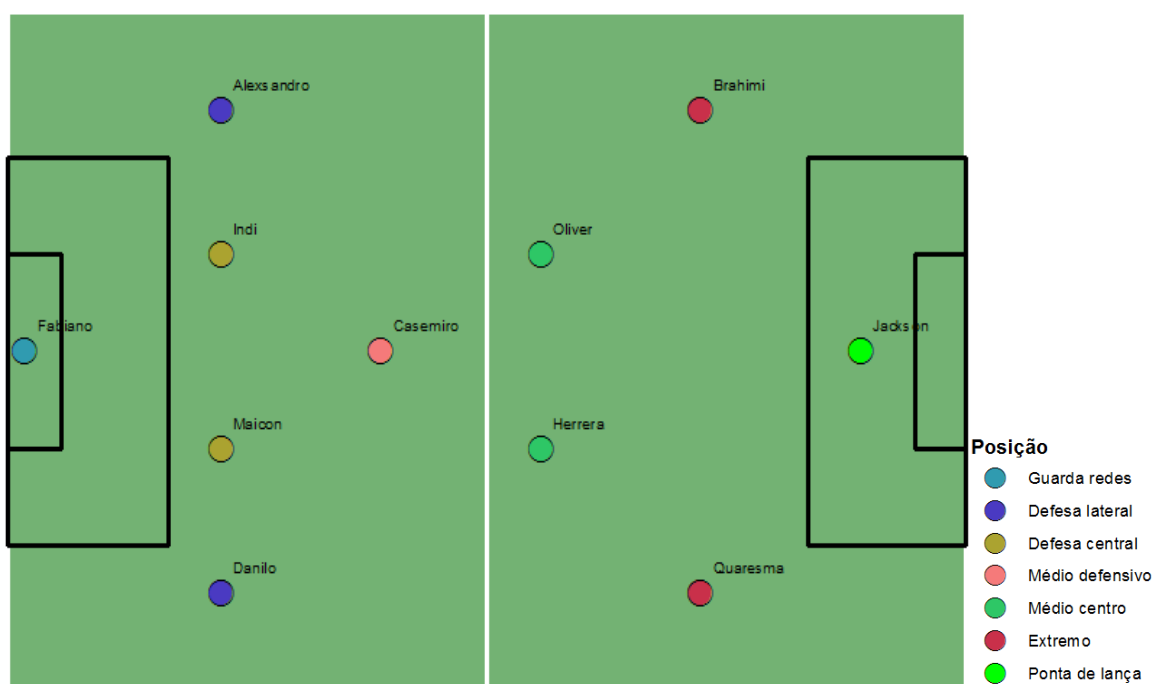 Alexsandro
Brahimi
Indi
Oliver
Fabiano
Casemiro
Jackson
Maicon
Herrera
Danilo
Quaresma
Posição
Guarda redes
Defesa lateral
Defesa central
Médio defensivo
Médio centro
Extremo
Ponta de lança